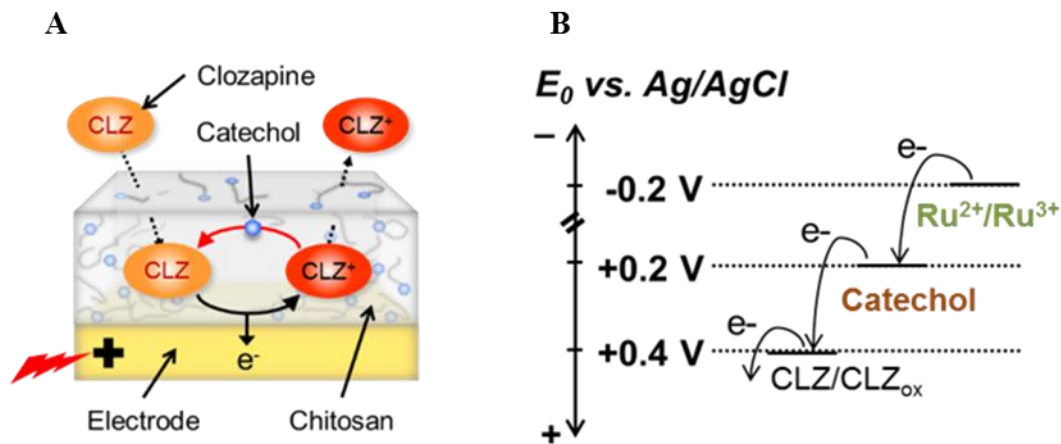 A
B
Clozapine
CLZ
Catechol
CLZ⁺
CLZ
CLZ⁺
+
e⁻
Electrode
Chitosan
E₀ vs. Ag/AgCl
–
e-
-0.2 V
Ru²⁺/Ru³⁺
e-
+0.2 V
Catechol
e-
+0.4 V
CLZ/CLZₒₓ
+